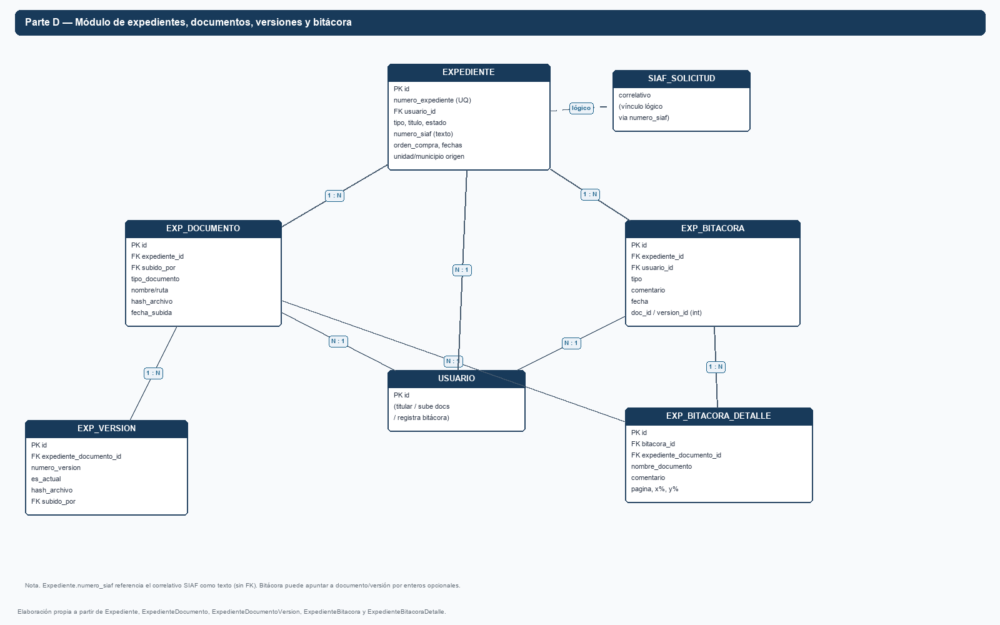 Parte D — Módulo de expedientes, documentos, versiones y bitácora
EXPEDIENTE
PK id
numero_expediente (UQ)
FK usuario_id
tipo, titulo, estado
numero_siaf (texto)
orden_compra, fechas
unidad/municipio origen
lógico
SIAF_SOLICITUD
correlativo
(vínculo lógico
via numero_siaf)
1 : N
1 : N
EXP_DOCUMENTO
PK id
FK expediente_id
FK subido_por
tipo_documento
nombre/ruta
hash_archivo
fecha_subida
N : 1
EXP_BITACORA
PK id
FK expediente_id
FK usuario_id
tipo
comentario
fecha
doc_id / version_id (int)
N : 1
N : 1
N : 1
1 : N
1 : N
USUARIO
PK id
(titular / sube docs
/ registra bitácora)
EXP_VERSION
PK id
FK expediente_documento_id
numero_version
es_actual
hash_archivo
FK subido_por
EXP_BITACORA_DETALLE
PK id
FK bitacora_id
FK expediente_documento_id
nombre_documento
comentario
pagina, x%, y%
Nota. Expediente.numero_siaf referencia el correlativo SIAF como texto (sin FK). Bitácora puede apuntar a documento/versión por enteros opcionales.
Elaboración propia a partir de Expediente, ExpedienteDocumento, ExpedienteDocumentoVersion, ExpedienteBitacora y ExpedienteBitacoraDetalle.